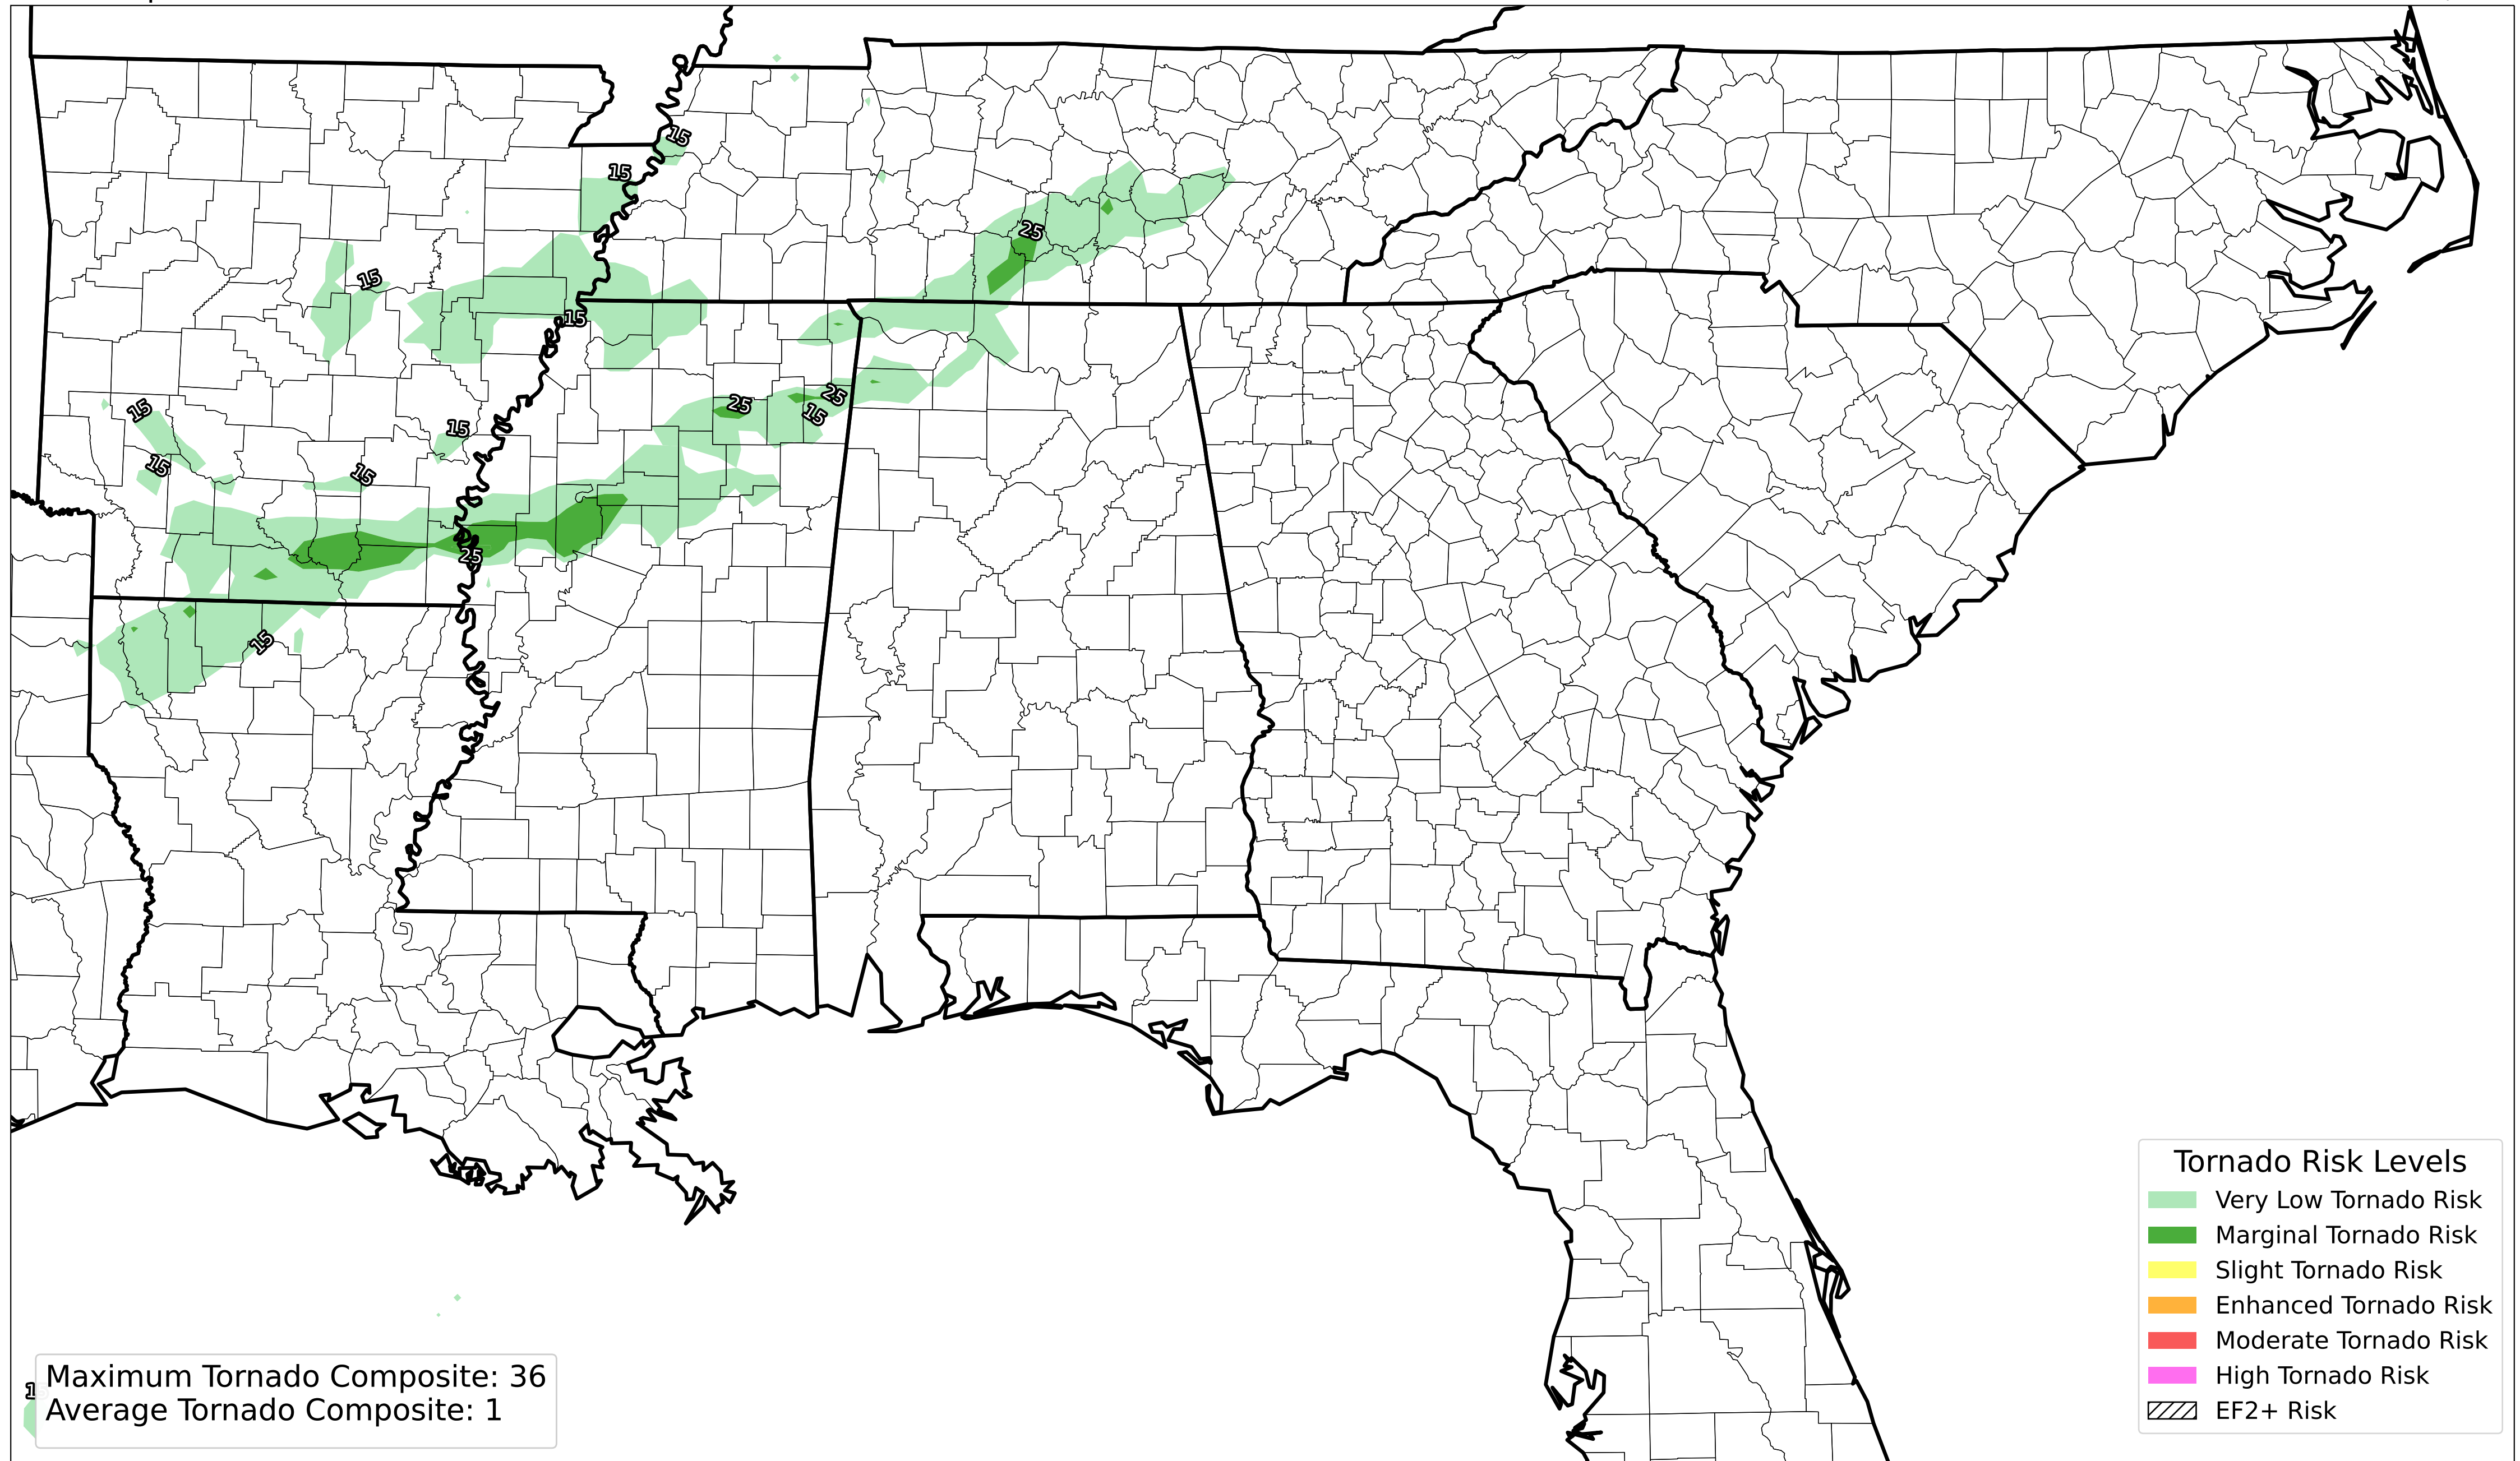 15
15
25
15
15
25
25
15
15
15
15
15
25
15
Tornado Risk Levels
Very Low Tornado Risk
Marginal Tornado Risk
Slight Tornado Risk
Enhanced Tornado Risk
Moderate Tornado Risk
High Tornado Risk
EF2+ Risk
Maximum Tornado Composite: 36
Average Tornado Composite: 1